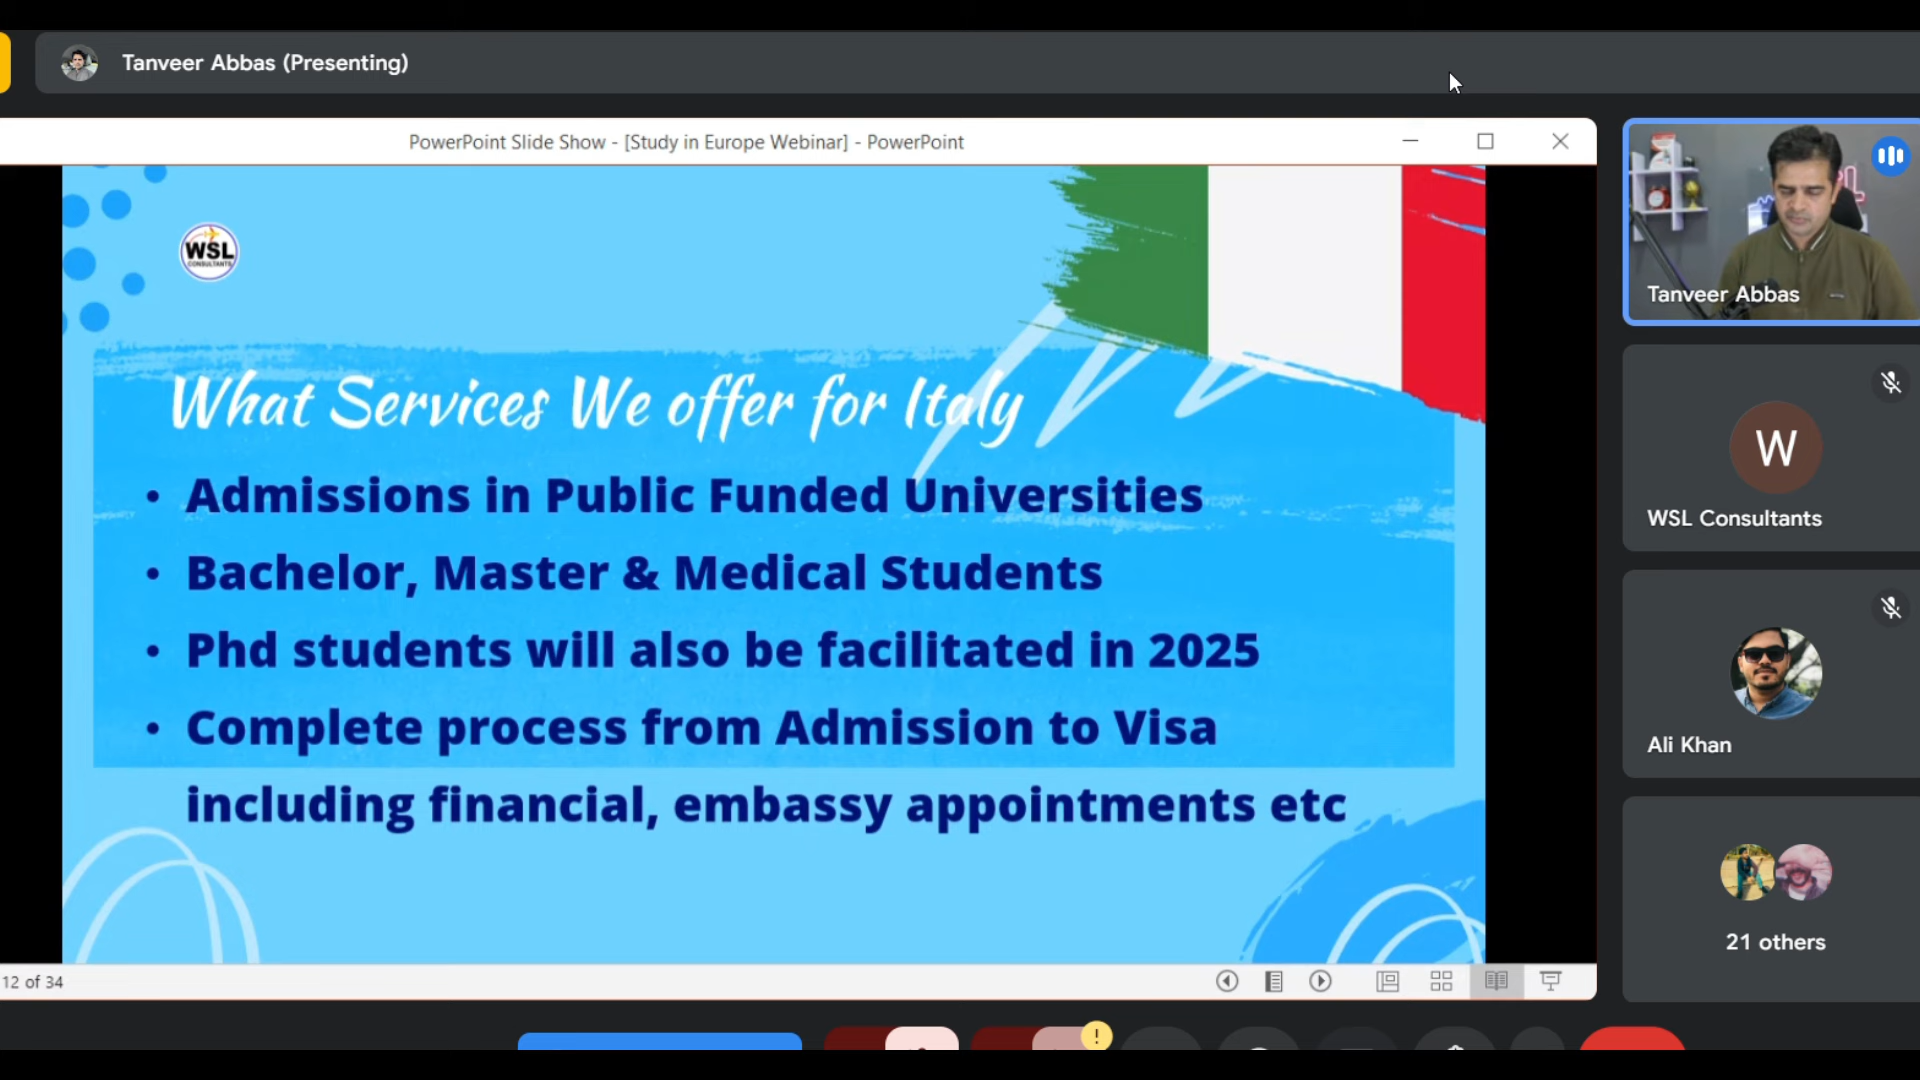 Tanveer Abbas (Presenting)
PowerPoint Slide Show - [Study in Europe Webinar] - PowerPoint
WSL
CONSULTANTS
What Services We offer for Italy
• Admissions in Public Funded Universities
• Bachelor, Master & Medical Students
• Phd students will also be facilitated in 2025
• Complete process from Admission to Visa
including financial, embassy appointments etc
12 of 34
Tanveer Abbas
W
WSL Consultants
Ali Khan
21 others
!